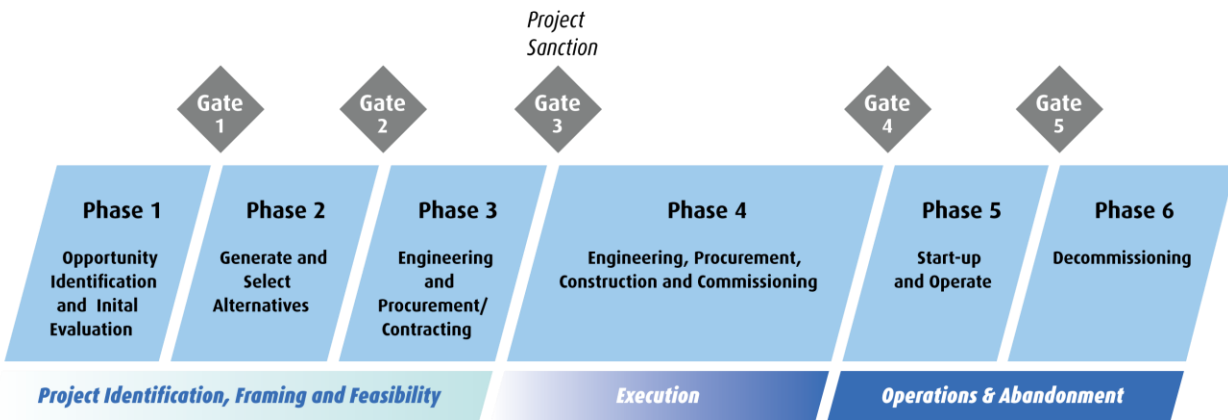 Project
Sanction
Gate
1
Gate
2
Gate
3
Gate
4
Gate
5
Phase 1
Opportunity
Identification
and Inital
Evaluation
Phase 2
Generate and
Select
Alternatives
Phase 3
Engineering
and
Procurement/
Contracting
Phase 4
Engineering, Procurement,
Construction and Commissioning
Phase 5
Start-up
and Operate
Phase 6
Decommissioning
Project Identification, Framing and Feasibility
Execution
Operations & Abandonment